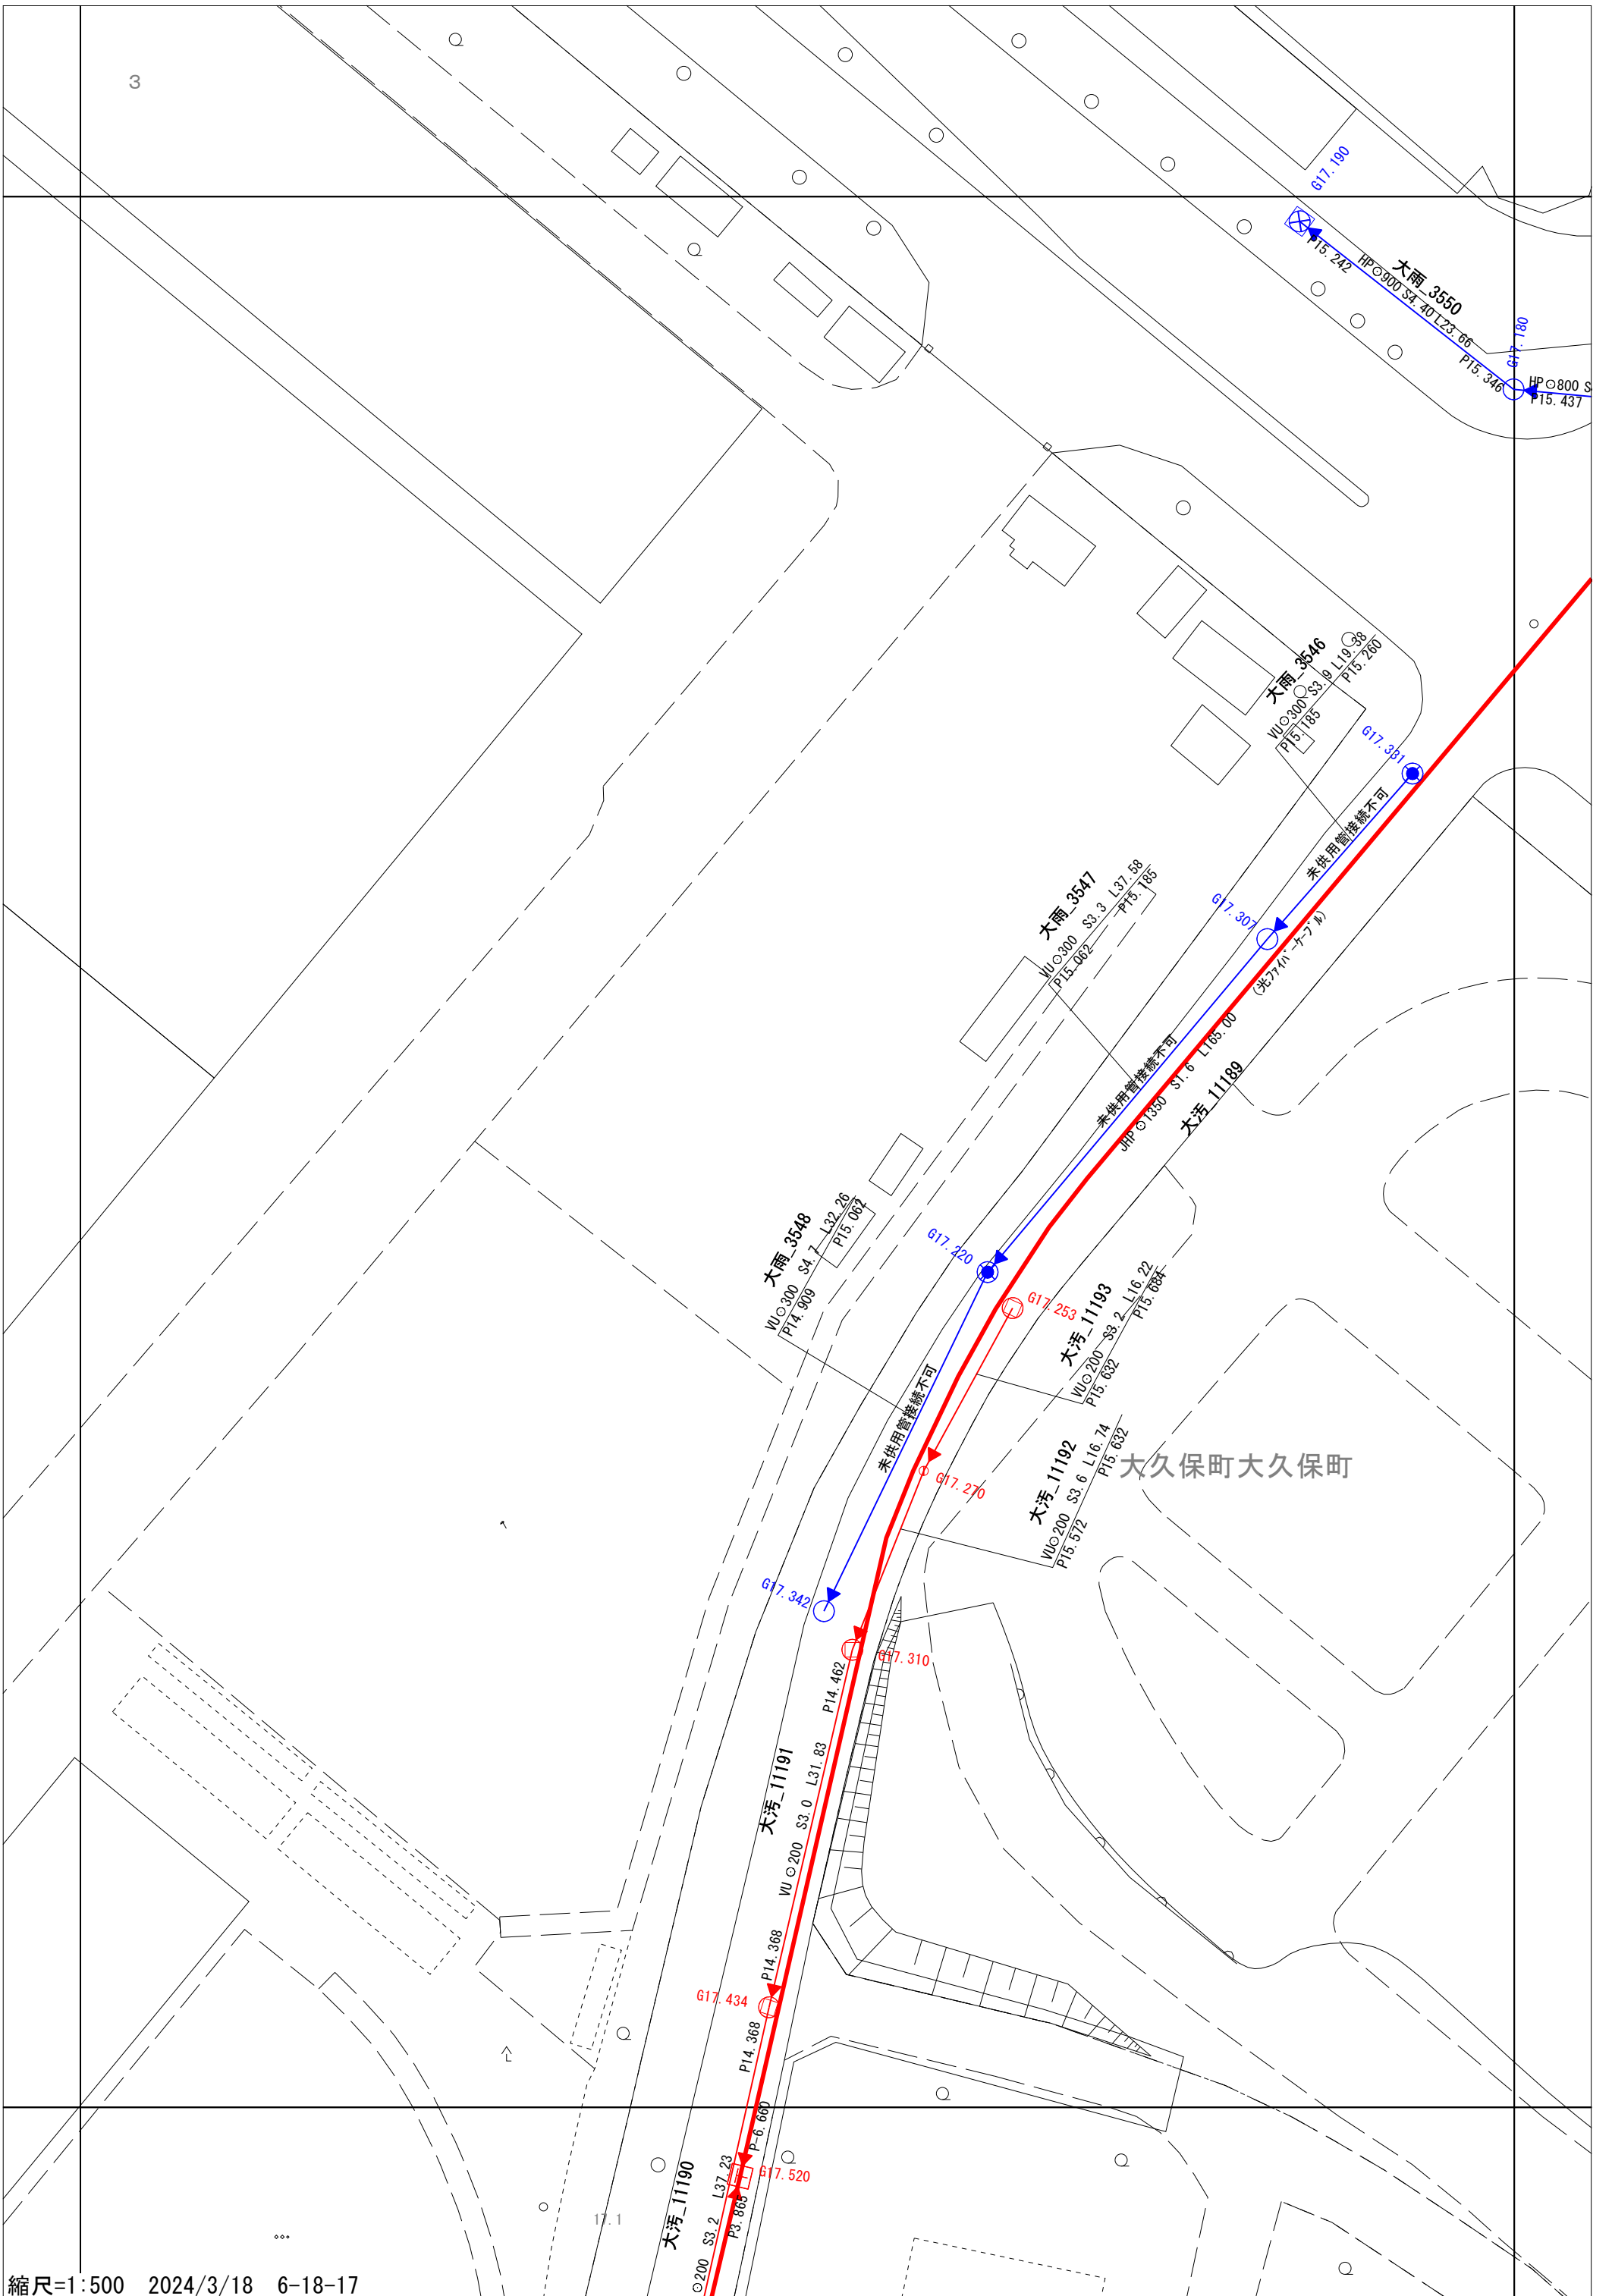 3
G17.190
P15.242
HP○900 S4.40 L23.66
大雨_3550
P15.346
G17.180
HP○800 S
P15.437
大雨_3546
VU○300 S3.9 L19.38
P15.185
P15.260
G17.331
未供用管接続不可
G17.307
大雨_3547
VU○300 S3.3 L37.58
P15.062
P15.185
(光ファイバーケーブル)
未供用管接続不可
JHP○1350 S1.6 L165.00
大汚_11189
G17.220
大雨_3548
VU○300 S4.7 L32.26
P14.909
P15.062
G17.253
大汚_11193
VU○200 S3.2 L16.22
P15.632
P15.684
未供用管接続不可
G17.270
大汚_11192
VU○200 S3.6 L16.74
P15.572
P15.632
大久保町大久保町
G17.342
G17.310
P14.462
大汚_11191
VU○200 S3.0 L31.83
P14.368
G17.434
P14.368
P-6.660
G17.520
大汚_11190
○200 S3.2 L37.23
P3.865
17.1
縮尺=1:500 2024/3/18 6-18-17